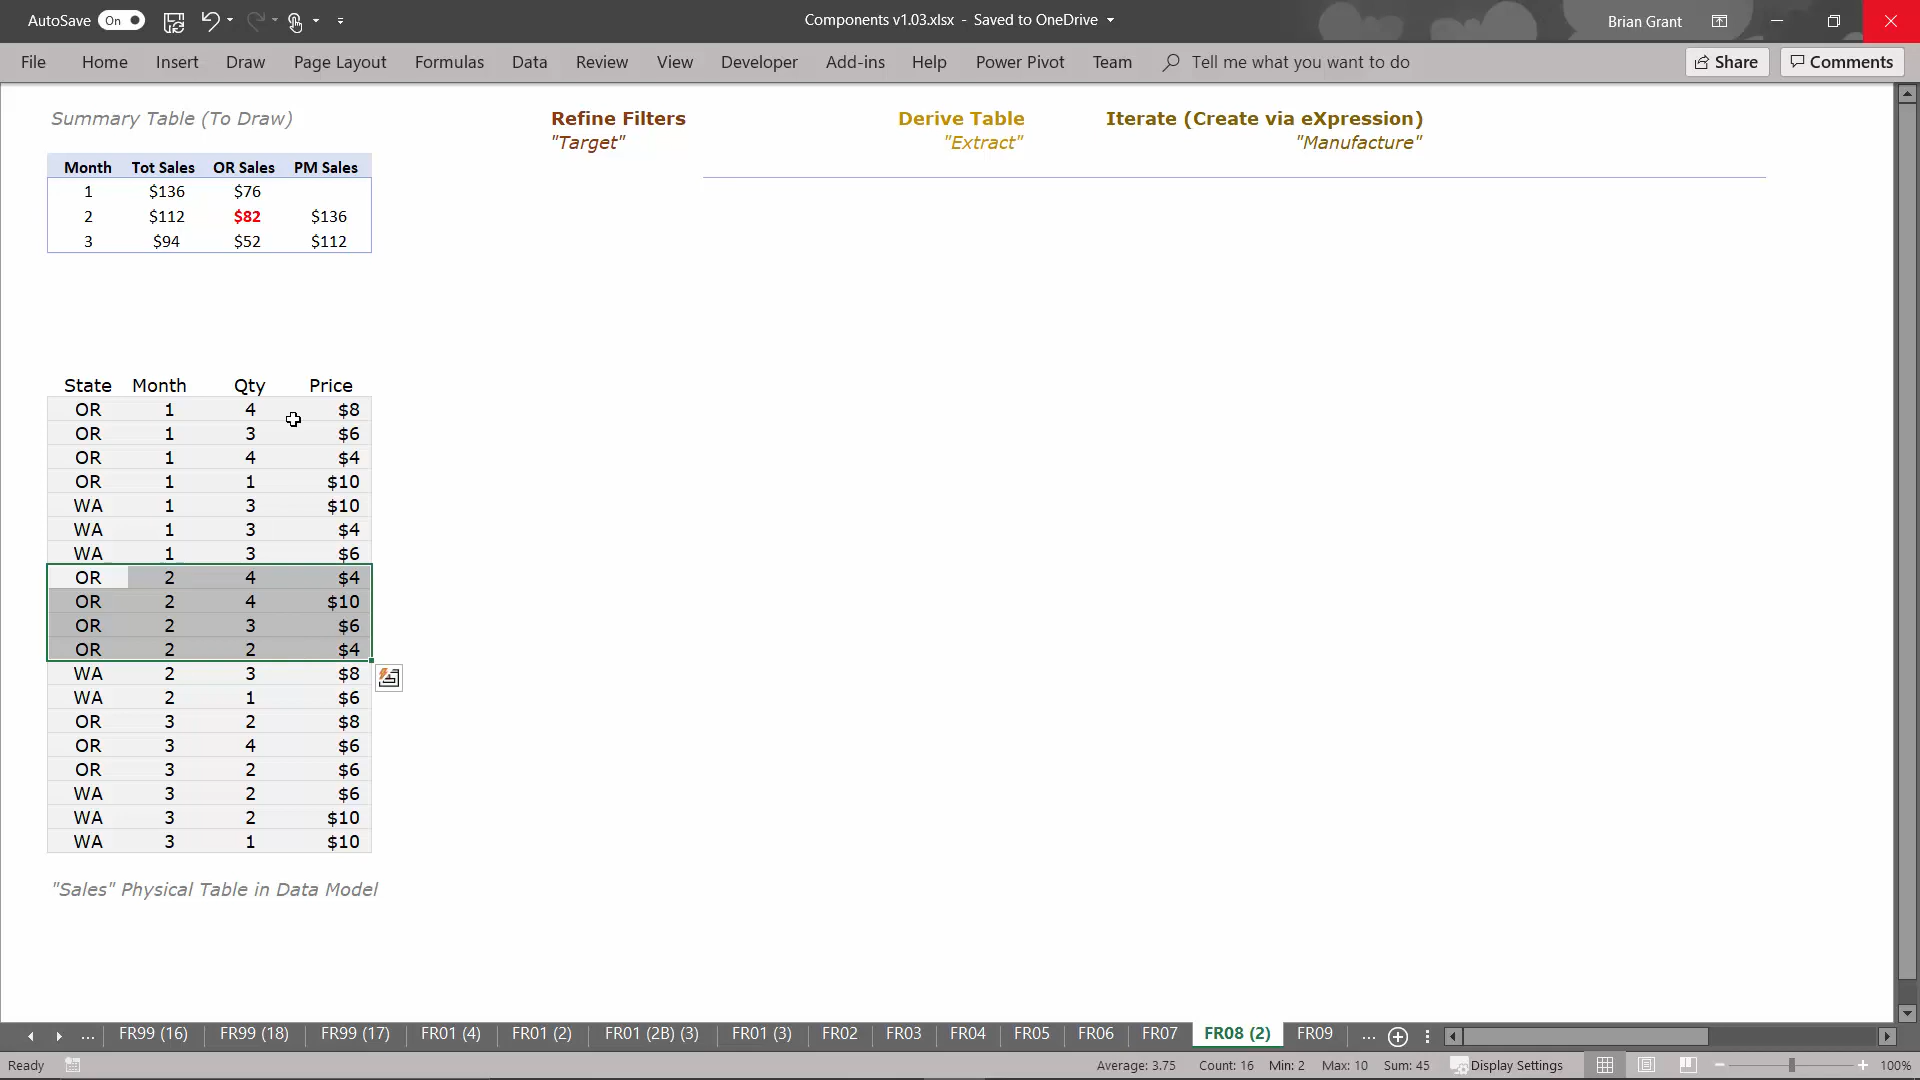 AutoSave On Components v1.03.xlsx - Saved to OneDrive Brian Grant
File Home Insert Draw Page Layout Formulas Data Review View Developer Add-ins Help Power Pivot Team Tell me what you want to do Share Comments
Summary Table (To Draw) Refine Filters Derive Table Iterate (Create via eXpression)
"Target" "Extract" "Manufacture"
Month Tot Sales OR Sales PM Sales
1 $136 $76
2 $112 $82 $136
3 $94 $52 $112
State Month Qty Price
OR 1 4 $8
OR 1 3 $6
OR 1 4 $4
OR 1 1 $10
WA 1 3 $10
WA 1 3 $4
WA 1 3 $6
OR 2 4 $4
OR 2 4 $10
OR 2 3 $6
OR 2 2 $4
WA 2 3 $8
WA 2 1 $6
OR 3 2 $8
OR 3 4 $6
OR 3 2 $6
WA 3 2 $6
WA 3 2 $10
WA 3 1 $10
"Sales" Physical Table in Data Model
... FR99 (16) FR99 (18) FR99 (17) FR01 (4) FR01 (2) FR01 (2B) (3) FR01 (3) FR02 FR03 FR04 FR05 FR06 FR07 FR08 (2) FR09 ...
Ready Average: 3.75 Count: 16 Min: 2 Max: 10 Sum: 45 Display Settings 100%